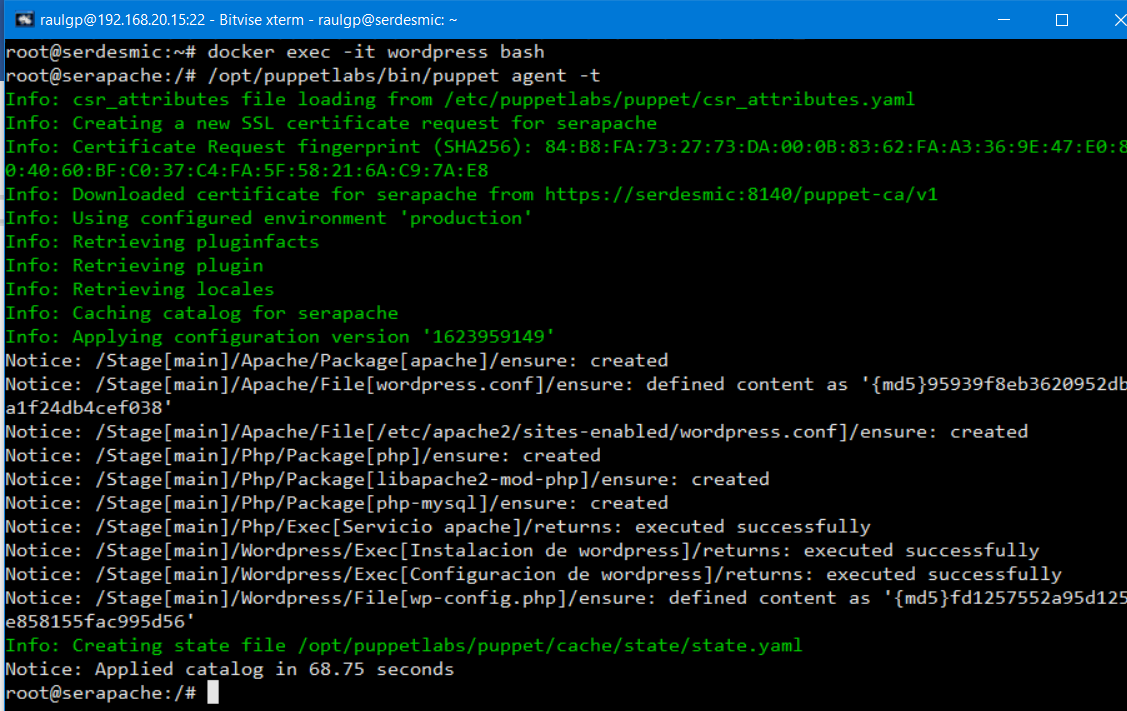 raulgp@192.168.20.15:22 - Bitvise xterm - raulgp@serdesmic: ~
root@serdesmic:~# docker exec -it wordpress bash
root@serapache:/# /opt/puppetlabs/bin/puppet agent -t
Info: csr_attributes file loading from /etc/puppetlabs/puppet/csr_attributes.yaml
Info: Creating a new SSL certificate request for serapache
Info: Certificate Request fingerprint (SHA256): 84:B8:FA:73:27:73:DA:00:0B:83:62:FA:A3:36:9E:47:E0:8
0:40:60:BF:C0:37:C4:FA:5F:58:21:6A:C9:7A:E8
Info: Downloaded certificate for serapache from https://serdesmic:8140/puppet-ca/v1
Info: Using configured environment 'production'
Info: Retrieving pluginfacts
Info: Retrieving plugin
Info: Retrieving locales
Info: Caching catalog for serapache
Info: Applying configuration version '1623959149'
Notice: /Stage[main]/Apache/Package[apache]/ensure: created
Notice: /Stage[main]/Apache/File[wordpress.conf]/ensure: defined content as '{md5}95939f8eb3620952db
a1f24db4cef038'
Notice: /Stage[main]/Apache/File[/etc/apache2/sites-enabled/wordpress.conf]/ensure: created
Notice: /Stage[main]/Php/Package[php]/ensure: created
Notice: /Stage[main]/Php/Package[libapache2-mod-php]/ensure: created
Notice: /Stage[main]/Php/Package[php-mysql]/ensure: created
Notice: /Stage[main]/Php/Exec[Servicio apache]/returns: executed successfully
Notice: /Stage[main]/Wordpress/Exec[Instalacion de wordpress]/returns: executed successfully
Notice: /Stage[main]/Wordpress/Exec[Configuracion de wordpress]/returns: executed successfully
Notice: /Stage[main]/Wordpress/File[wp-config.php]/ensure: defined content as '{md5}fd1257552a95d125
e858155fac995d56'
Info: Creating state file /opt/puppetlabs/puppet/cache/state/state.yaml
Notice: Applied catalog in 68.75 seconds
root@serapache:/#